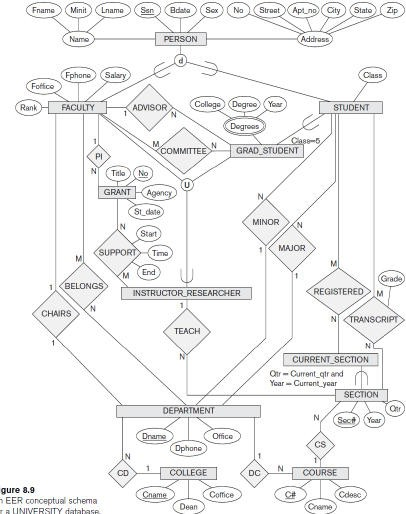 Fname Minit Lname Ssn Bdate Sex No Street Apt_no City State Zip
Name PERSON Address
d
Foffice Fphone Salary Class
Rank FACULTY ADVISOR College Degree Year STUDENT
1 N
Degrees
Class=5
1 M COMMITTEE N GRAD_STUDENT
PI
N Title No U
GRANT Agency
St_date
N N
MINOR
N Start
SUPPORT Time
M End
MAJOR
M M
1 1
BELONGS INSTRUCTOR_RESEARCHER REGISTERED Grade
M
1 N
CHAIRS TRANSCRIPT
1 TEACH
N N N
CURRENT_SECTION
Qtr = Current_qtr and
Year = Current_year
SECTION
Qtr
DEPARTMENT Sec# Year
N
Dname Office
Dphone
N 1 CS
1
CD 1 COLLEGE DC N COURSE
Cname Coffice C# Cdesc
Dean Cname
igure 8.9
n EER conceptual schema
r a UNIVERSITY database.